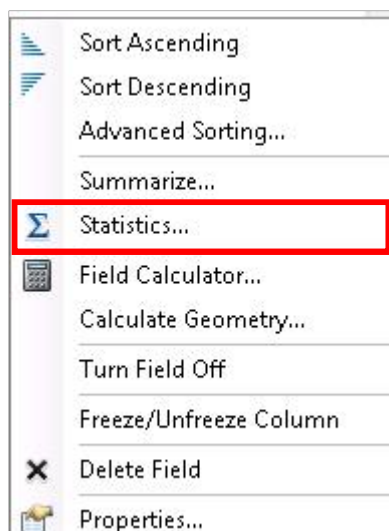 Sort Ascending
Sort Descending
Advanced Sorting...
Summarize...
Σ Statistics...
Field Calculator...
Calculate Geometry...
Turn Field Off
Freeze/Unfreeze Column
Delete Field
Properties...